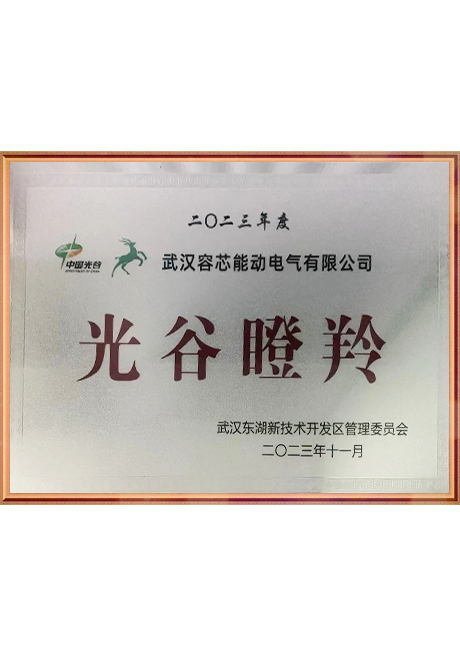 二〇二三年度
中国光谷
武汉容芯能动电气有限公司
光谷瞪羚
武汉东湖新技术开发区管理委员会
二〇二三年十一月